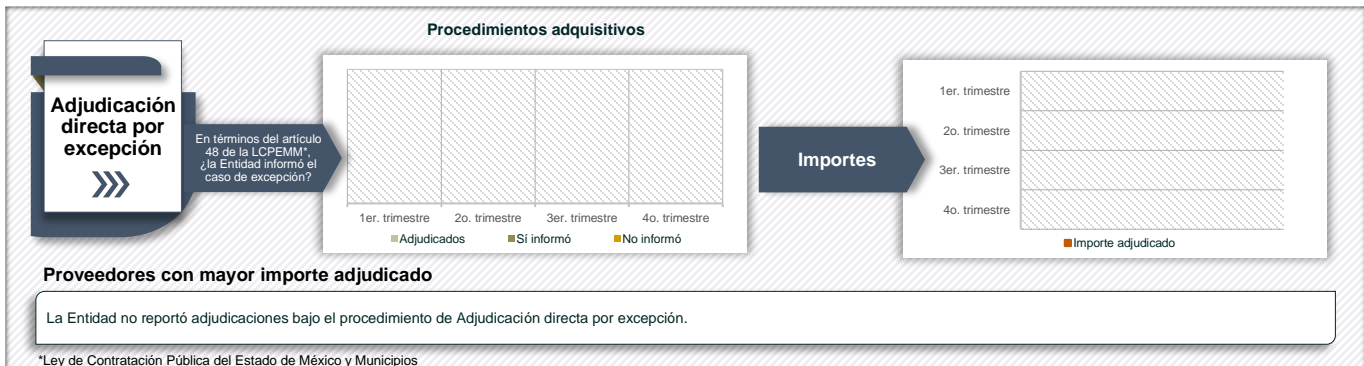 Procedimientos adquisitivos
Adjudicación
directa por
excepción
En términos del artículo
48 de la LCPEMM*,
¿la Entidad informó el
caso de excepción?
1er. trimestre 2o. trimestre 3er. trimestre 4o. trimestre
Adjudicados Sí informó No informó
Importes
1er. trimestre
2o. trimestre
3er. trimestre
4o. trimestre
Importe adjudicado
Proveedores con mayor importe adjudicado
La Entidad no reportó adjudicaciones bajo el procedimiento de Adjudicación directa por excepción.
*Ley de Contratación Pública del Estado de México y Municipios